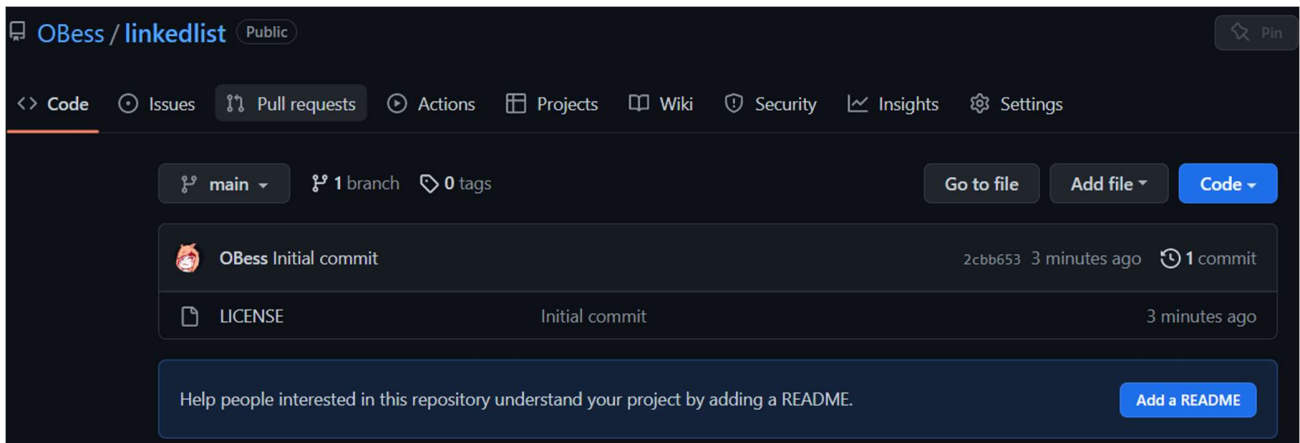 OBess / linkedlist Public Pin
Code Issues Pull requests Actions Projects Wiki Security Insights Settings
main 1 branch 0 tags Go to file Add file Code
OBess Initial commit 2cbb653 3 minutes ago 1 commit
LICENSE Initial commit 3 minutes ago
Help people interested in this repository understand your project by adding a README. Add a README